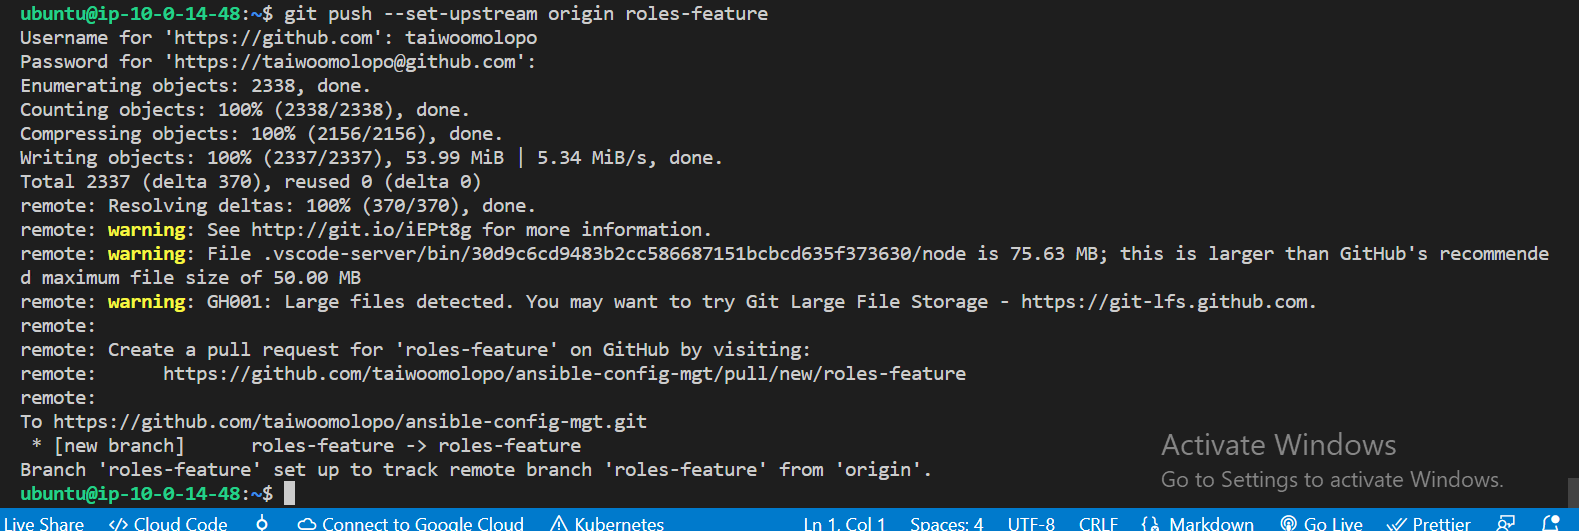 ubuntu@ip-10-0-14-48:~$ git push --set-upstream origin roles-feature
Username for 'https://github.com': taiwoomolopo
Password for 'https://taiwoomolopo@github.com':
Enumerating objects: 2338, done.
Counting objects: 100% (2338/2338), done.
Compressing objects: 100% (2156/2156), done.
Writing objects: 100% (2337/2337), 53.99 MiB | 5.34 MiB/s, done.
Total 2337 (delta 370), reused 0 (delta 0)
remote: Resolving deltas: 100% (370/370), done.
remote: warning: See http://git.io/iEPt8g for more information.
remote: warning: File .vscode-server/bin/30d9c6cd9483b2cc586687151bcbcd635f373630/node is 75.63 MB; this is larger than GitHub's recommende
d maximum file size of 50.00 MB
remote: warning: GH001: Large files detected. You may want to try Git Large File Storage - https://git-lfs.github.com.
remote:
remote: Create a pull request for 'roles-feature' on GitHub by visiting:
remote:      https://github.com/taiwoomolopo/ansible-config-mgt/pull/new/roles-feature
remote:
To https://github.com/taiwoomolopo/ansible-config-mgt.git
 * [new branch]      roles-feature -> roles-feature
Branch 'roles-feature' set up to track remote branch 'roles-feature' from 'origin'.
ubuntu@ip-10-0-14-48:~$
Activate Windows
Go to Settings to activate Windows.
Live Share Cloud Code Connect to Google Cloud Kubernetes Ln 1, Col 1 Spaces: 4 UTF-8 CRLF Markdown Go Live Prettier